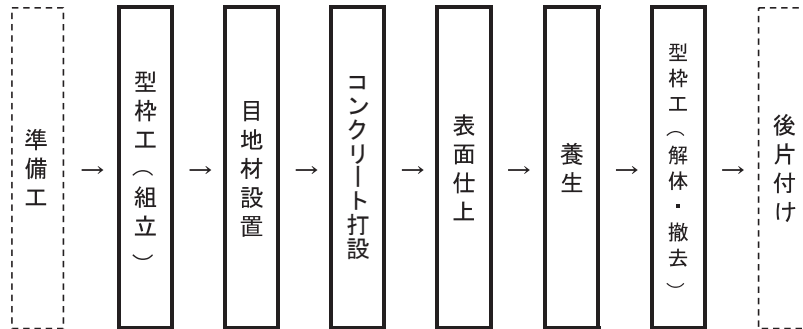 準備工
→
型枠工（組立）
→
目地材設置
→
コンクリート打設
→
表面仕上
→
養生
→
型枠工（解体・撤去）
→
後片付け